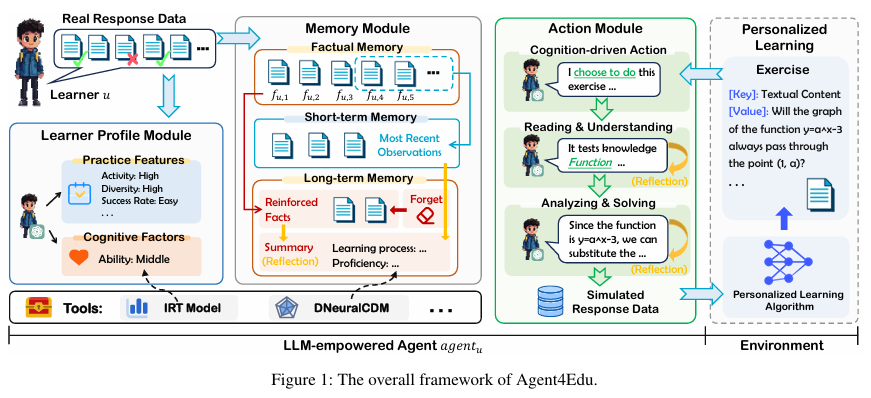 Real Response Data
...
Learner u
Learner Profile Module
Practice Features
Activity: High
Diversity: High
Success Rate: Easy
. . .
Cognitive Factors
Ability: Middle
Memory Module
Factual Memory
...
f_{u,1} f_{u,2} f_{u,3} f_{u,4} f_{u,5}
Short-term Memory
Most Recent
Observations
Long-term Memory
Reinforced
Facts
Forget
Summary
(Reflection)
Learning process: ...
Proficiency: ...
Tools:
IRT Model
DNeuralCDM
...
Action Module
Cognition-driven Action
I choose to do this
exercise ...
Reading & Understanding
It tests knowledge
Function ...
(Reflection)
Analyzing & Solving
Since the function
is y=a^x-3, we can
substitute the ...
(Reflection)
Simulated
Response Data
Personalized
Learning
Exercise
[Key]: Textual Content
[Value]: Will the graph
of the function y=a^x-3
always pass through
the point (1, a)?
. . .
Personalized Learning
Algorithm
LLM-empowered Agent agent_u
Environment
Figure 1: The overall framework of Agent4Edu.